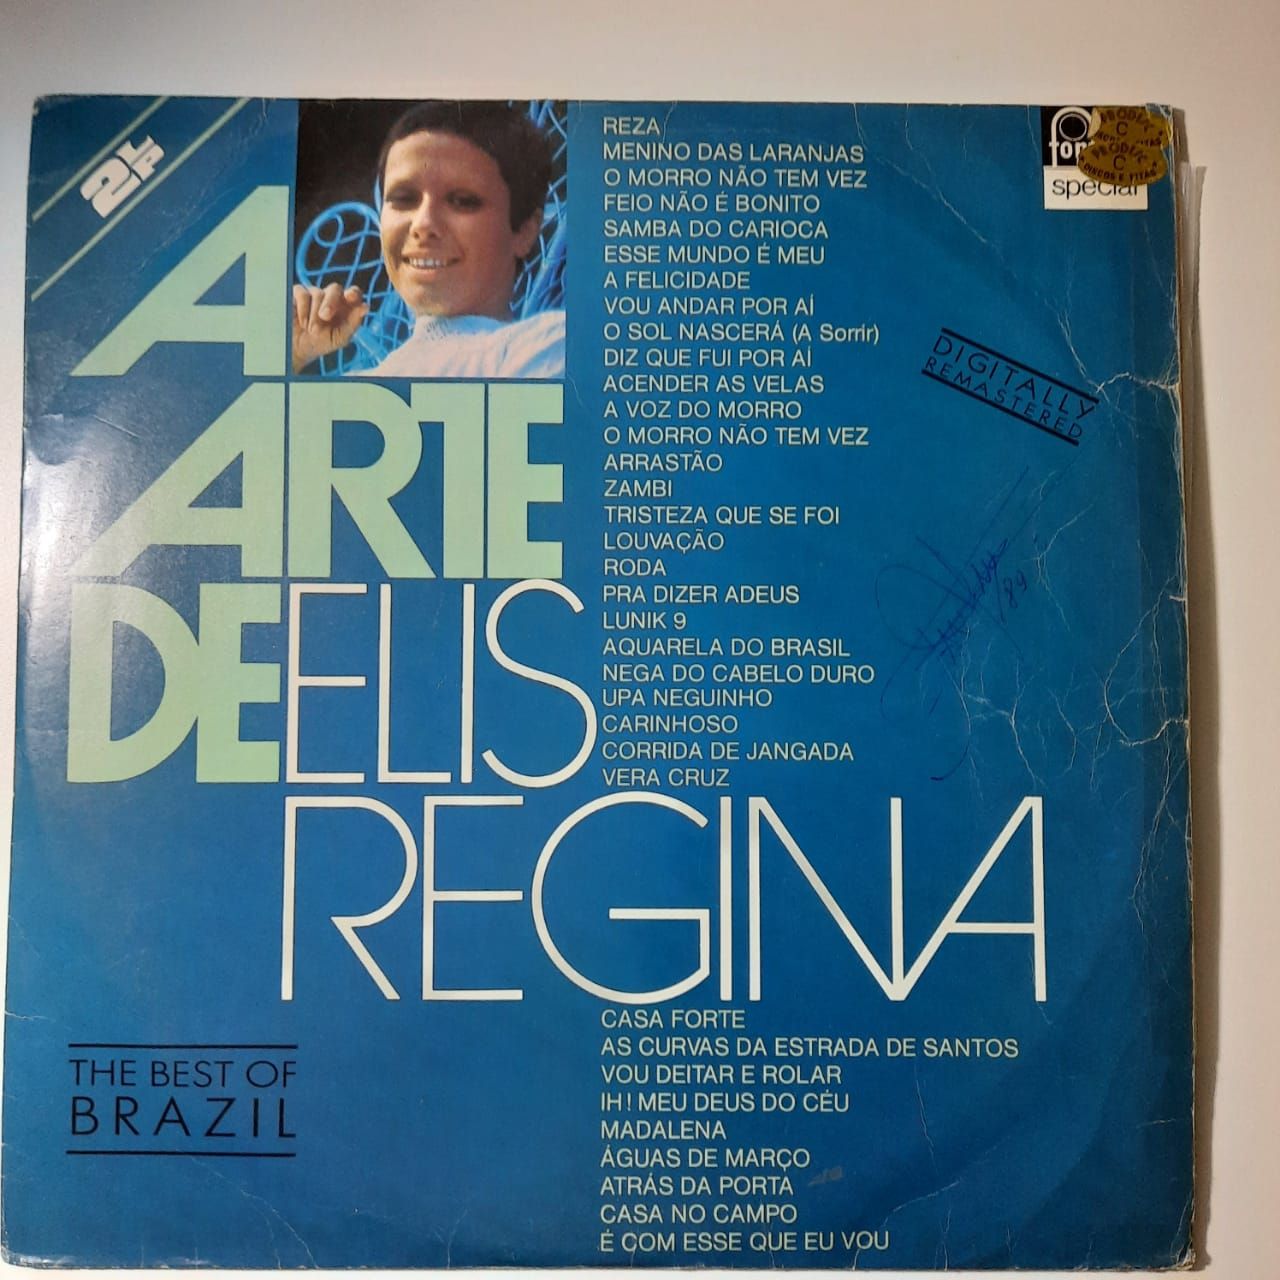 2 LP
A
ARTE
DE ELIS
REGINA
REZA
MENINO DAS LARANJAS
O MORRO NÃO TEM VEZ
FEIO NÃO É BONITO
SAMBA DO CARIOCA
ESSE MUNDO É MEU
A FELICIDADE
VOU ANDAR POR AÍ
O SOL NASCERÁ (A Sorrir)
DIZ QUE FUI POR AÍ
ACENDER AS VELAS
A VOZ DO MORRO
O MORRO NÃO TEM VEZ
ARRASTÃO
ZAMBI
TRISTEZA QUE SE FOI
LOUVAÇÃO
RODA
PRA DIZER ADEUS
LUNIK 9
AQUARELA DO BRASIL
NEGA DO CABELO DURO
UPA NEGUINHO
CARINHOSO
CORRIDA DE JANGADA
VERA CRUZ
special
PRODUC
C
DISCOS E FITAS
DIGITALLY
REMASTERED
/89
THE BEST OF
BRAZIL
CASA FORTE
AS CURVAS DA ESTRADA DE SANTOS
VOU DEITAR E ROLAR
IH! MEU DEUS DO CÉU
MADALENA
ÁGUAS DE MARÇO
ATRÁS DA PORTA
CASA NO CAMPO
É COM ESSE QUE EU VOU